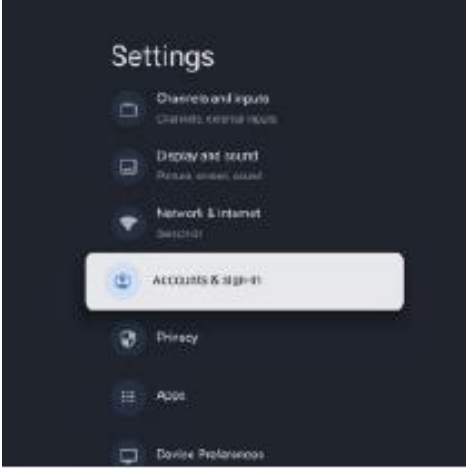 Settings
Channels and inputs
Channels, external inputs
Display and sound
Picture, screen, sound
Network & Internet
Accounts & sign-in
Privacy
Apps
Device Preferences